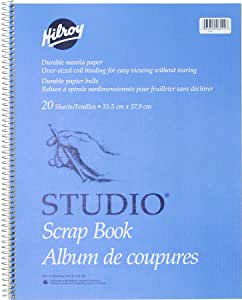 Hilroy
Durable manila paper
Over-sized coil binding for easy viewing without tearing
Durable papier bulle
Reliure à spirale surdimensionnée pour feuilleter sans déchirer
20 Sheets/Feuilles • 35.5 cm x 27.9 cm
STUDIO®
Scrap Book
Album de coupures